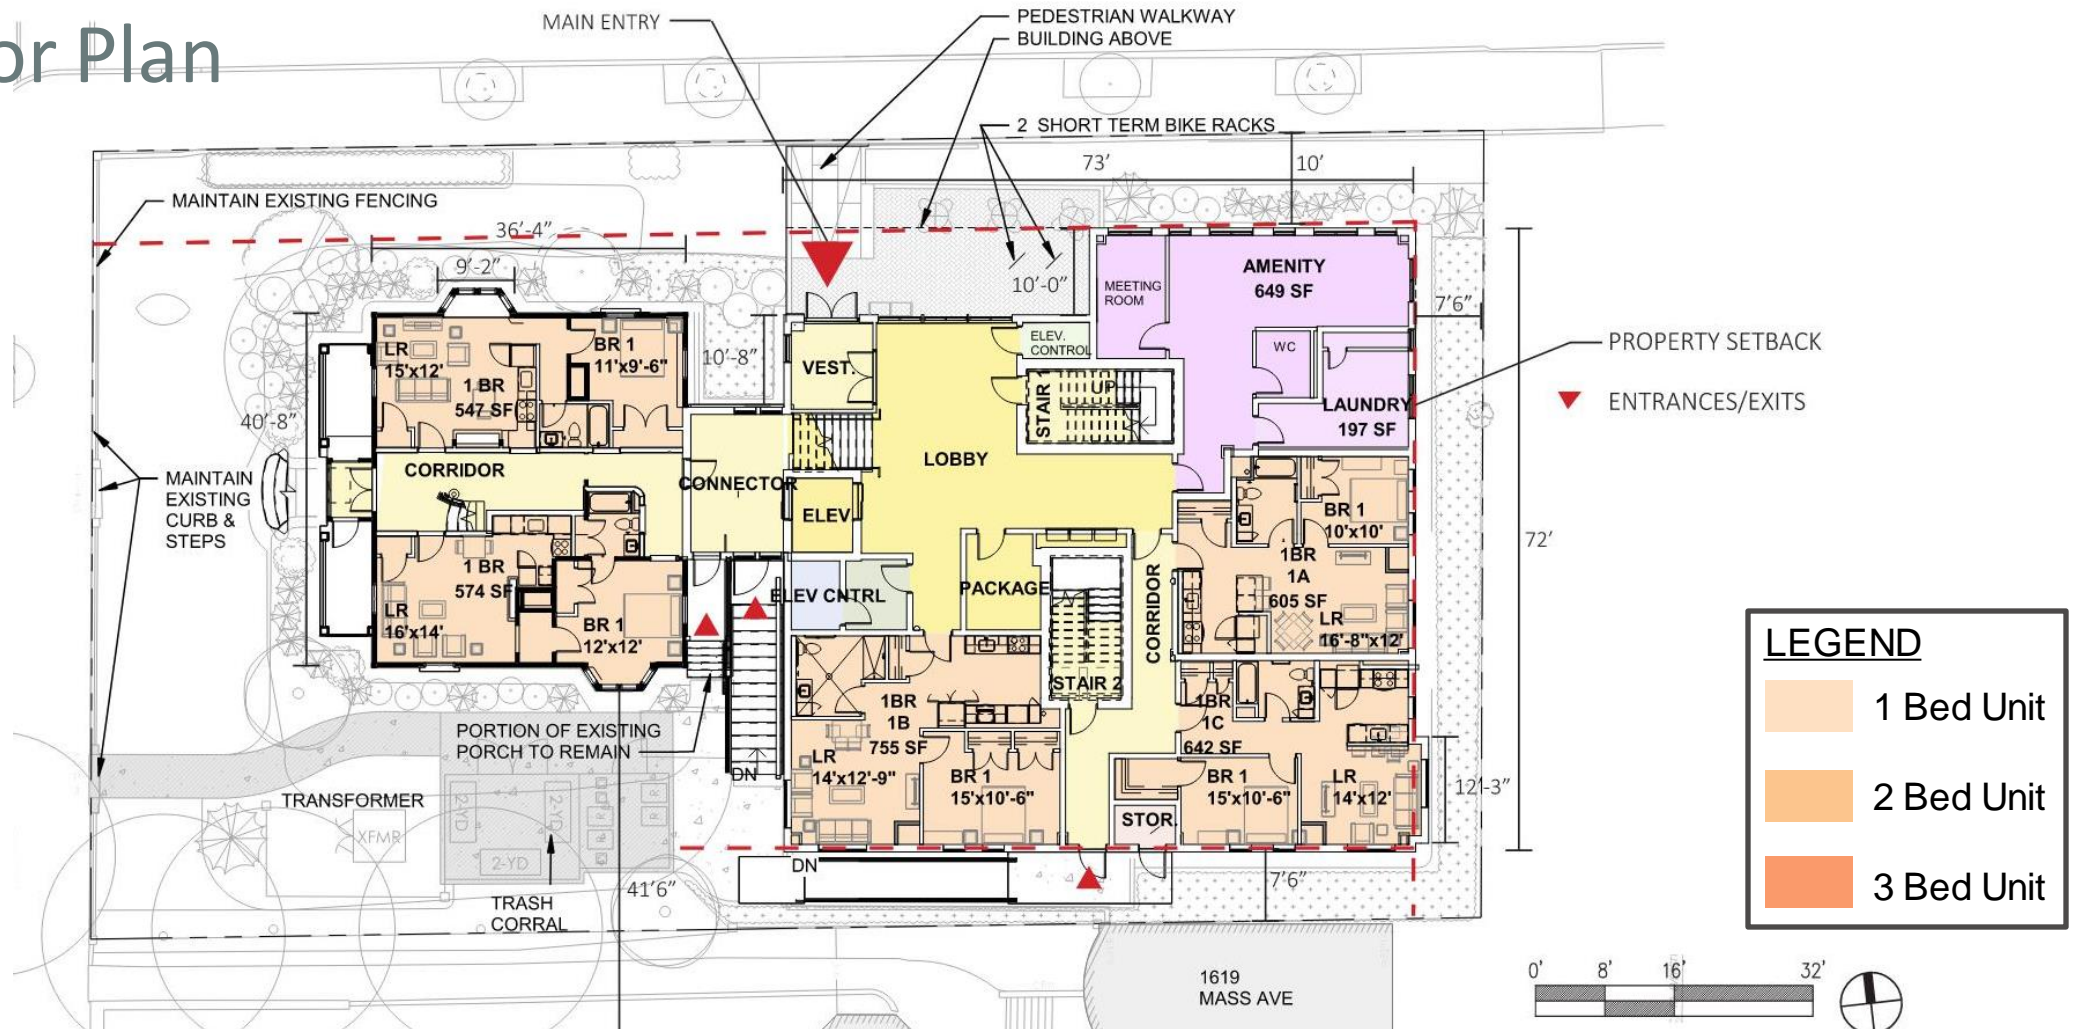 or Plan
MAIN ENTRY
PEDESTRIAN WALKWAY
BUILDING ABOVE
2 SHORT TERM BIKE RACKS
73'
10'
MAINTAIN EXISTING FENCING
36'-4"
9'-2"
10'-0"
MEETING
ROOM
AMENITY
649 SF
7'6"
LR
15'x12'
1 BR
547 SF
BR 1
11'x9'-6"
10'-8"
VEST.
ELEV.
CONTROL
WC
PROPERTY SETBACK
ENTRANCES/EXITS
STAIR 1
UP
LAUNDRY
197 SF
40'-8"
CORRIDOR
CONNECTOR
LOBBY
MAINTAIN
EXISTING
CURB &
STEPS
ELEV
BR 1
10'x10'
72'
1 BR
574 SF
LR
16'x14'
BR 1
12'x12'
ELEV CNTRL
PACKAGE
CORRIDOR
1BR
1A
605 SF
LR
16'-8"x12'
STAIR 2
LEGEND
1 Bed Unit
2 Bed Unit
3 Bed Unit
PORTION OF EXISTING
PORCH TO REMAIN
DN
1BR
1B
755 SF
LR
14'x12'-9"
BR 1
15'x10'-6"
1BR
1C
642 SF
BR 1
15'x10'-6"
LR
14'x12'
12'-3"
STOR.
TRANSFORMER
XFMR
2-YD
2-YD
2-YD
R
R
R
R
R
TRASH
CORRAL
41'6"
DN
7'6"
1619
MASS AVE
0'
8'
16'
32'